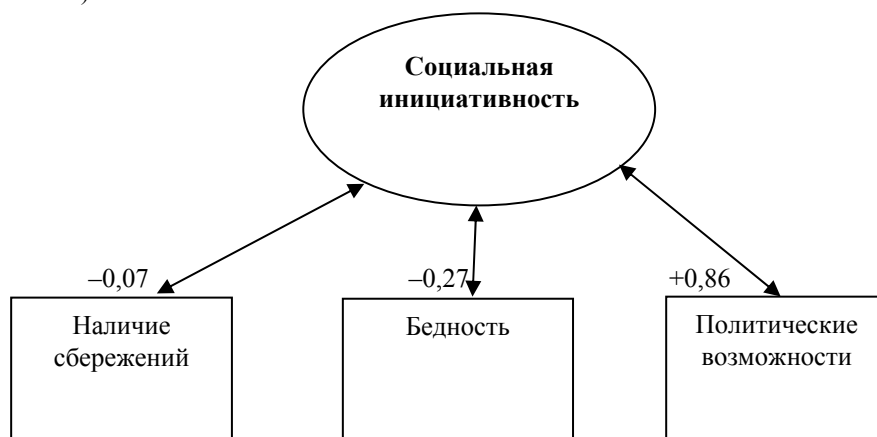 )
Социальная
инициативность
–0,07
–0,27
+0,86
Наличие
сбережений
Бедность
Политические
возможности